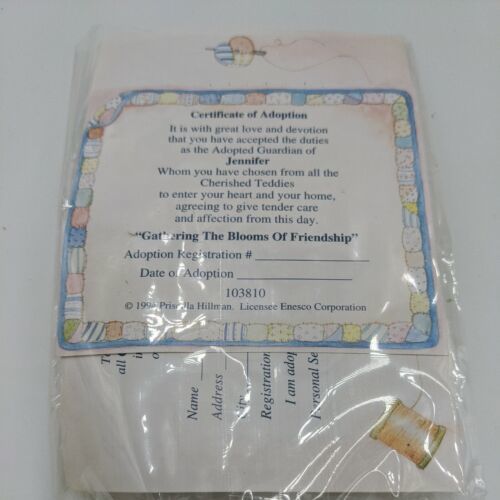 Certificate of Adoption
It is with great love and devotion
that you have accepted the duties
as the Adopted Guardian of
Jennifer
Whom you have chosen from all the
Cherished Teddies
to enter your heart and your home,
agreeing to give tender care
and affection from this day.
"Gathering The Blooms Of Friendship"
Adoption Registration #
Date of Adoption
103810
Priscilla Hillman. Licensee Enesco Corporation
all
Name
Address
Registration
I am adop
Personal Se